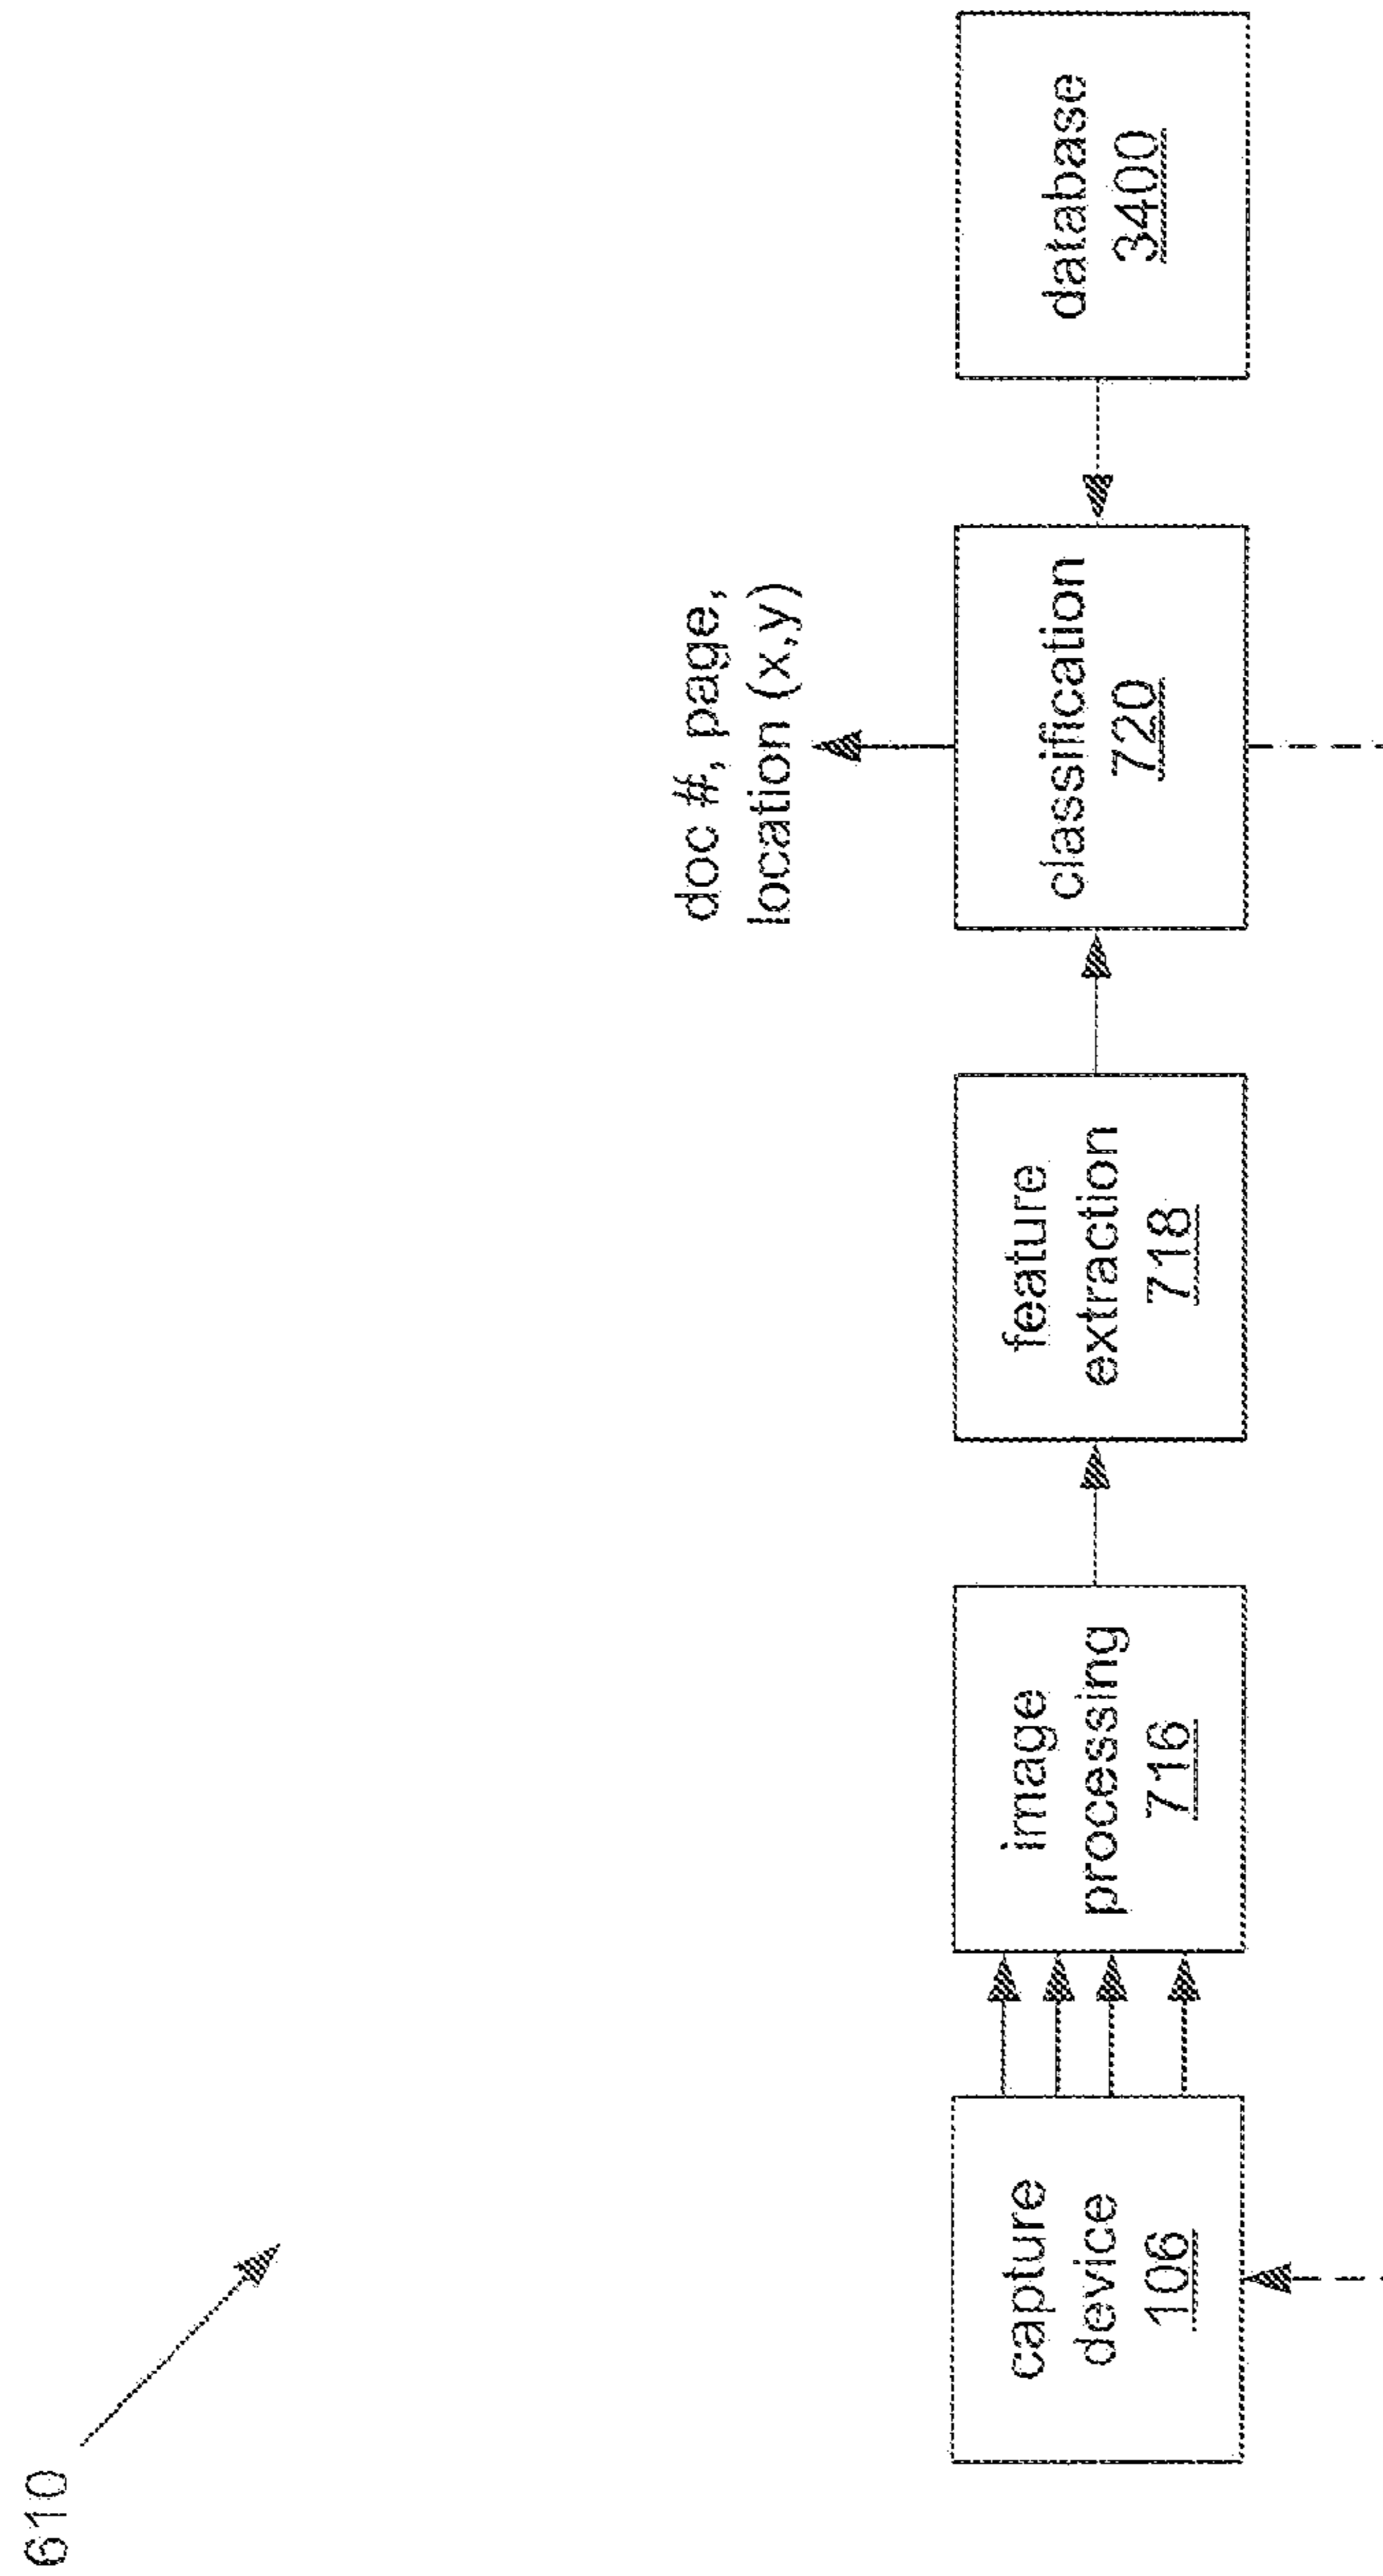 610
doc #, page,
location (x,y)
capture
device
106
image
processing
716
feature
extraction
718
classification
720
database
3400